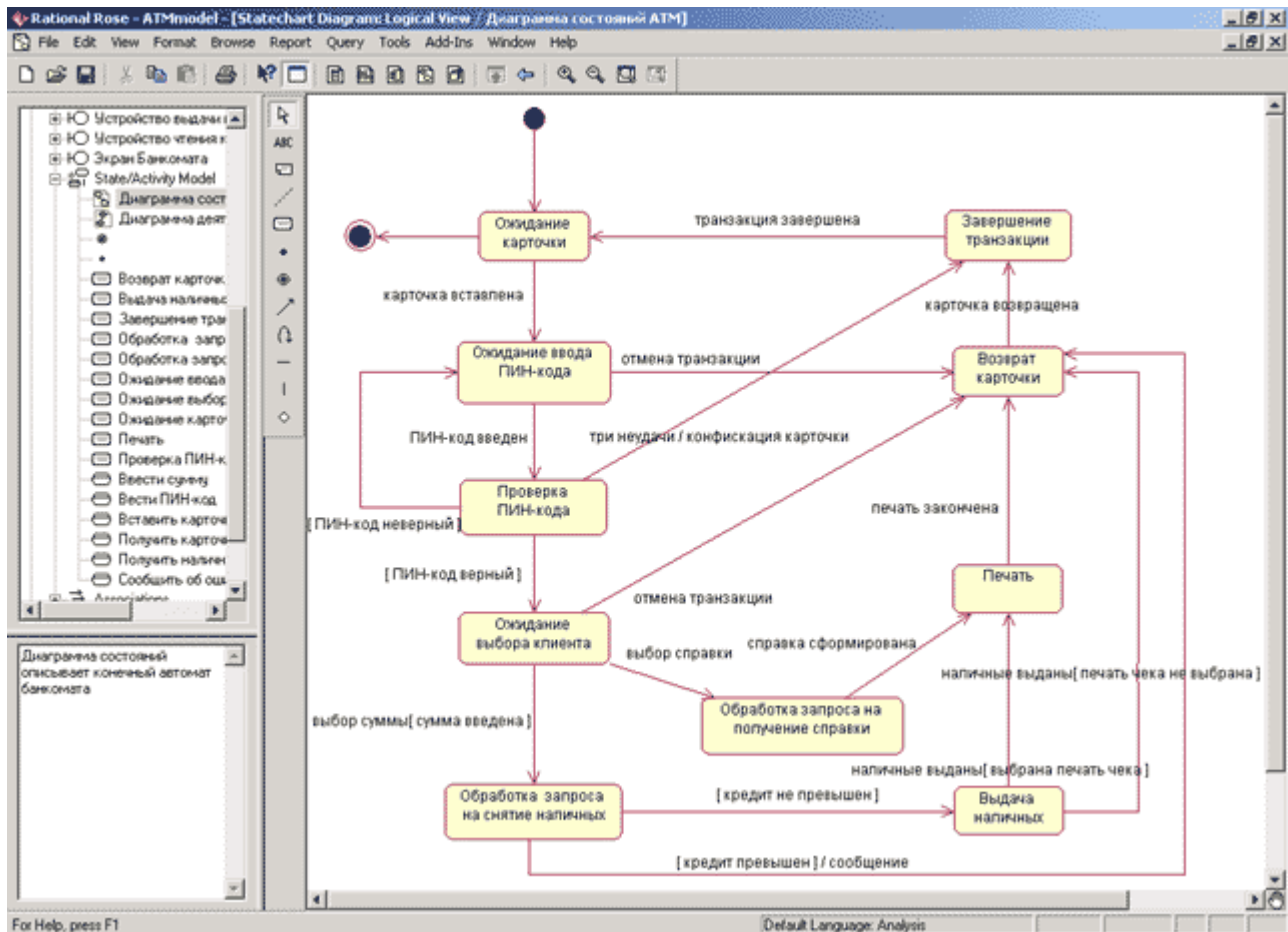 Rational Rose - ATMmodel - [Statechart Diagram: Logical View / Диаграмма состояний ATM]
File Edit View Format Browse Report Query Tools Add-Ins Window Help
Устройство выдачи
Устройство чтения к
Экран Банкомата
State/Activity Model
Диаграмма сост
Диаграмма деят
Возврат карточк
Выдача наличнык
Завершение тран
Обработка запр
Обработка запро
Ожидание ввода
Ожидание выбор
Ожидание карто
Печать
Проверка ПИН-к
Ввести сумму
Вести ПИН-код
Вставить карточ
Получить карточ
Получить наличн
Сообщить об ош
Associations
Диаграмма состояний
описывает конечный автомат
банкомата
ABC
Ожидание
карточки
транзакция завершена
Завершение
транзакции
карточка вставлена
карточка возвращена
Ожидание ввода
ПИН-кода
отмена транзакции
Возврат
карточки
ПИН-код введен
три неудачи / конфискация карточки
Проверка
ПИН-кода
[ ПИН-код неверный ]
печать закончена
[ ПИН-код верный ]
Печать
отмена транзакции
Ожидание
выбора клиента
выбор справки
справка сформирована
наличные выданы[ печать чека не выбрана ]
Обработка запроса на
получение справки
выбор суммы[ сумма введена ]
наличные выданы[ выбрана печать чека ]
Обработка запроса
на снятие наличных
[ кредит не превышен ]
Выдача
наличных
[ кредит превышен ] / сообщение
For Help, press F1
Default Language: Analysis